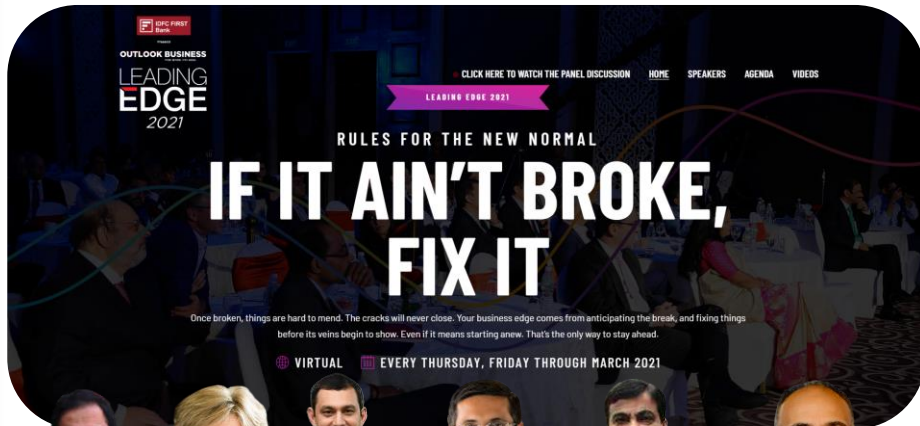 IDFC FIRST
Bank
OUTLOOK BUSINESS
LEADING
EDGE
2021
CLICK HERE TO WATCH THE PANEL DISCUSSION HOME SPEAKERS AGENDA VIDEOS
LEADING EDGE 2021
RULES FOR THE NEW NORMAL
IF IT AIN'T BROKE,
FIX IT
Once broken, things are hard to mend. The cracks will never close. Your business edge comes from anticipating the break, and fixing things
before its veins begin to show. Even if it means starting anew. That's the only way to stay ahead.
VIRTUAL EVERY THURSDAY, FRIDAY THROUGH MARCH 2021